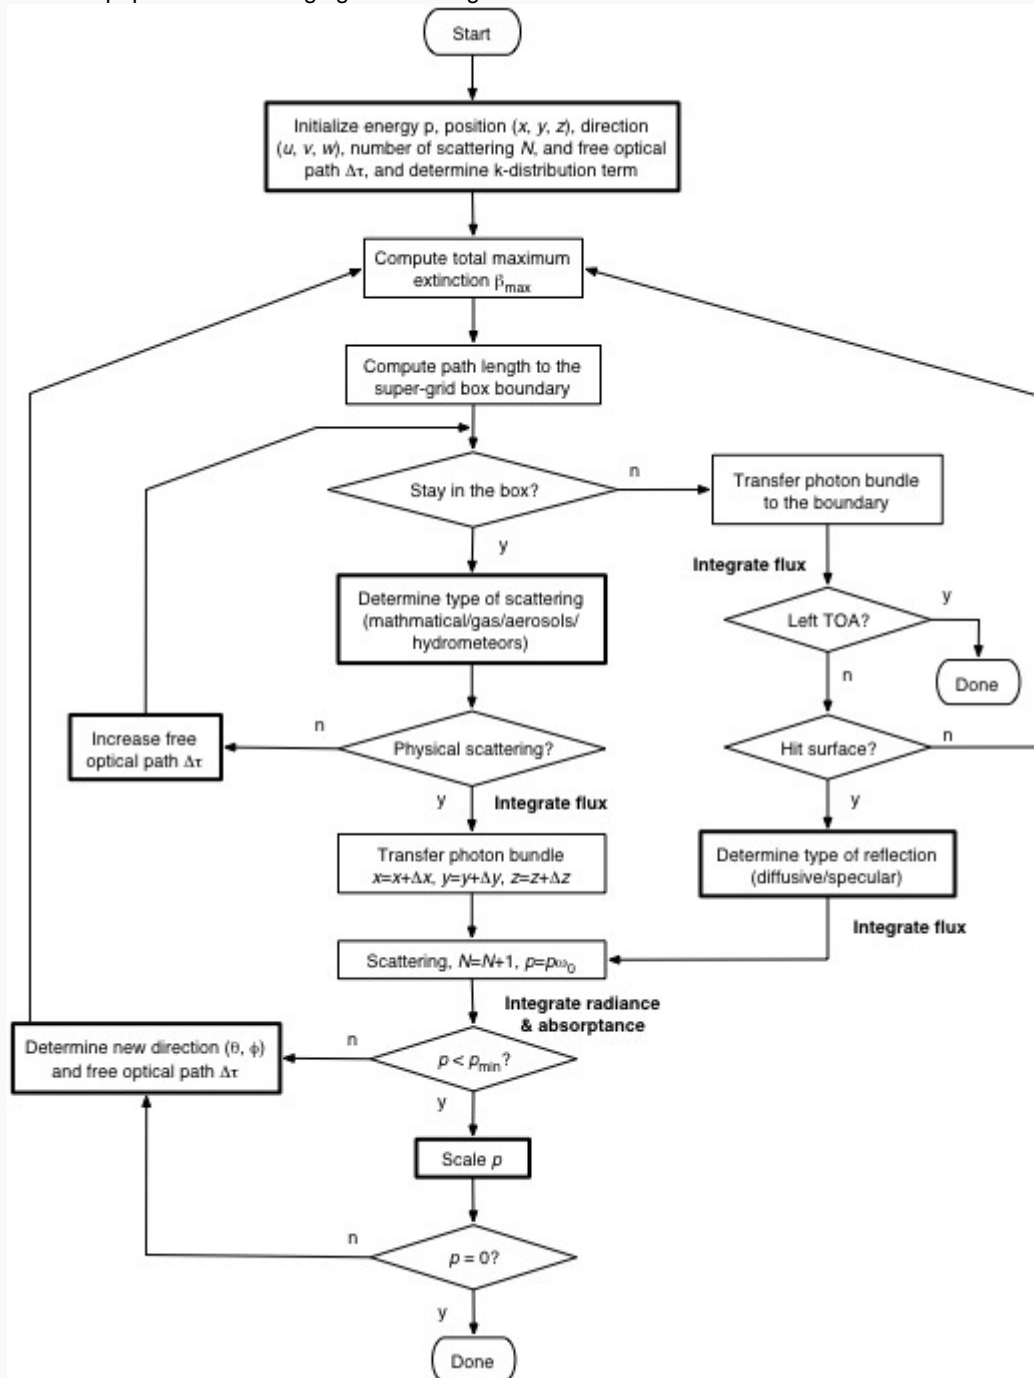 Start
Initialize energy p, position (x, y, z), direction
(u, v, w), number of scattering N, and free optical
path Δτ, and determine k-distribution term
Compute total maximum
extinction βmax
Compute path length to the
super-grid box boundary
Stay in the box?
n
Transfer photon bundle
to the boundary
y
Integrate flux
Determine type of scattering
(mathmatical/gas/aerosols/
hydrometeors)
Left TOA?
y
Done
n
Increase free
optical path Δτ
n
Physical scattering?
Hit surface?
n
y
Integrate flux
y
Transfer photon bundle
x=x+Δx, y=y+Δy, z=z+Δz
Determine type of reflection
(diffusive/specular)
Integrate flux
Scattering, N=N+1, p=pω0
Integrate radiance
& absorptance
Determine new direction (θ, ϕ)
and free optical path Δτ
n
p < pmin?
y
Scale p
n
p = 0?
y
Done